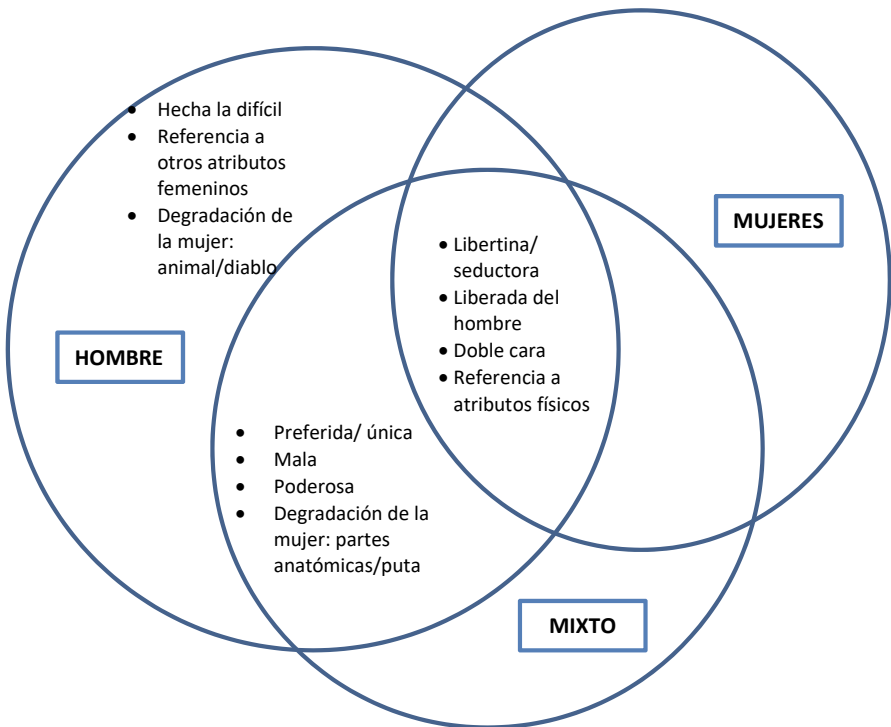 • Hecha la difícil
• Referencia a
otros atributos
femeninos
• Degradación de
la mujer:
animal/diablo
MUJERES
• Libertina/
seductora
• Liberada del
hombre
• Doble cara
• Referencia a
atributos físicos
HOMBRE
• Preferida/ única
• Mala
• Poderosa
• Degradación de la
mujer: partes
anatómicas/puta
MIXTO